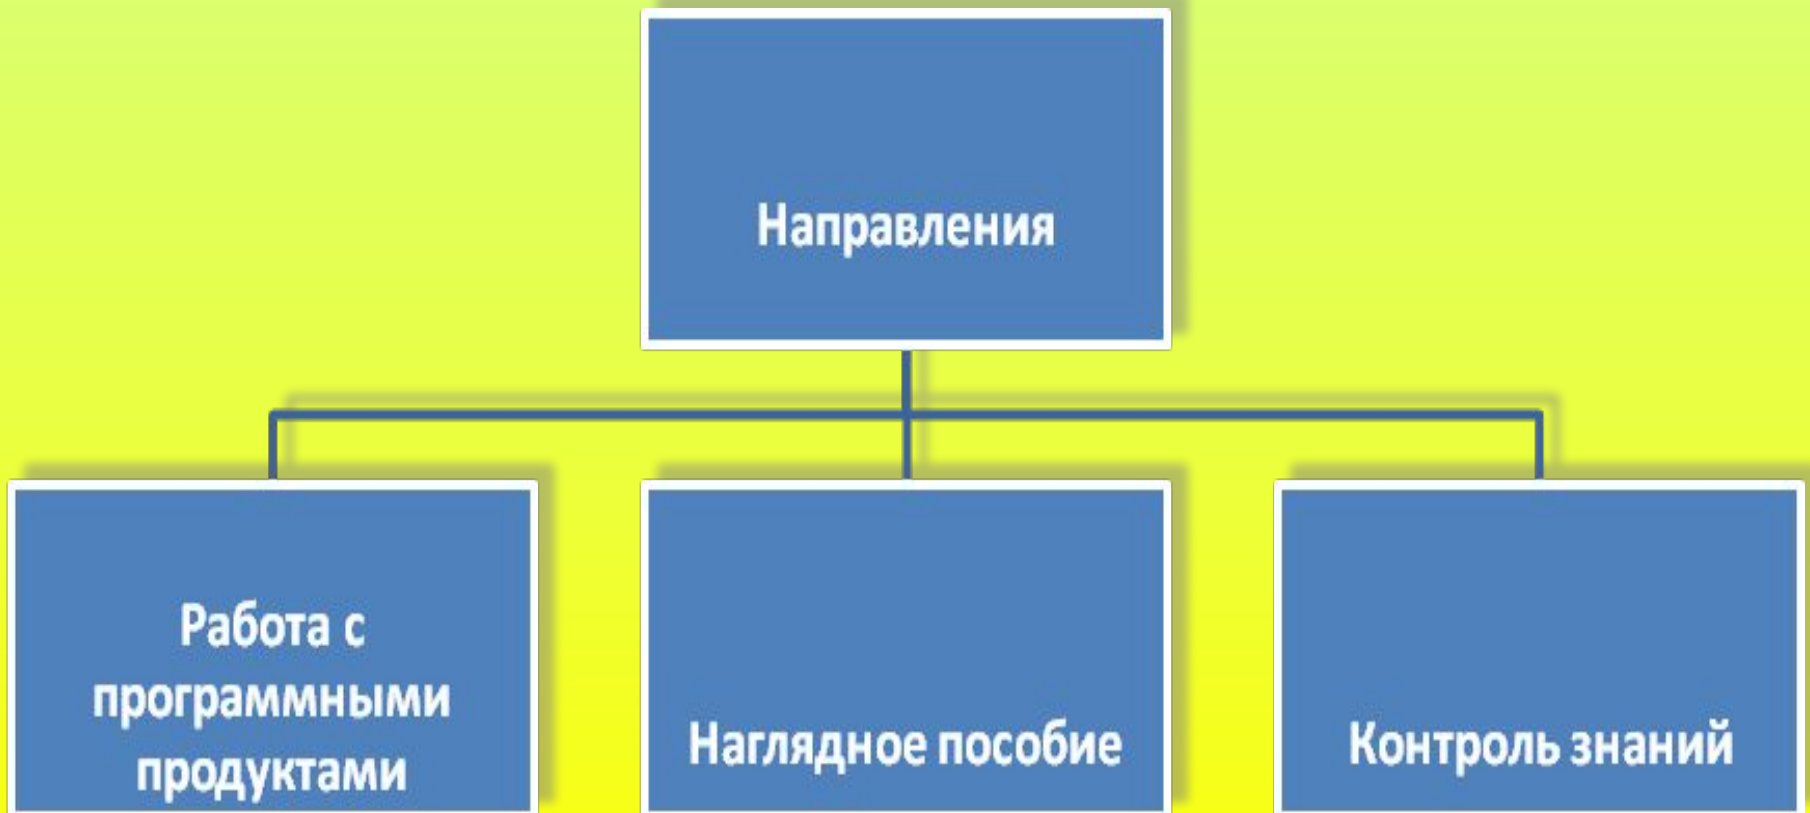 Направления
Работа с
программными
продуктами
Наглядное пособие
Контроль знаний